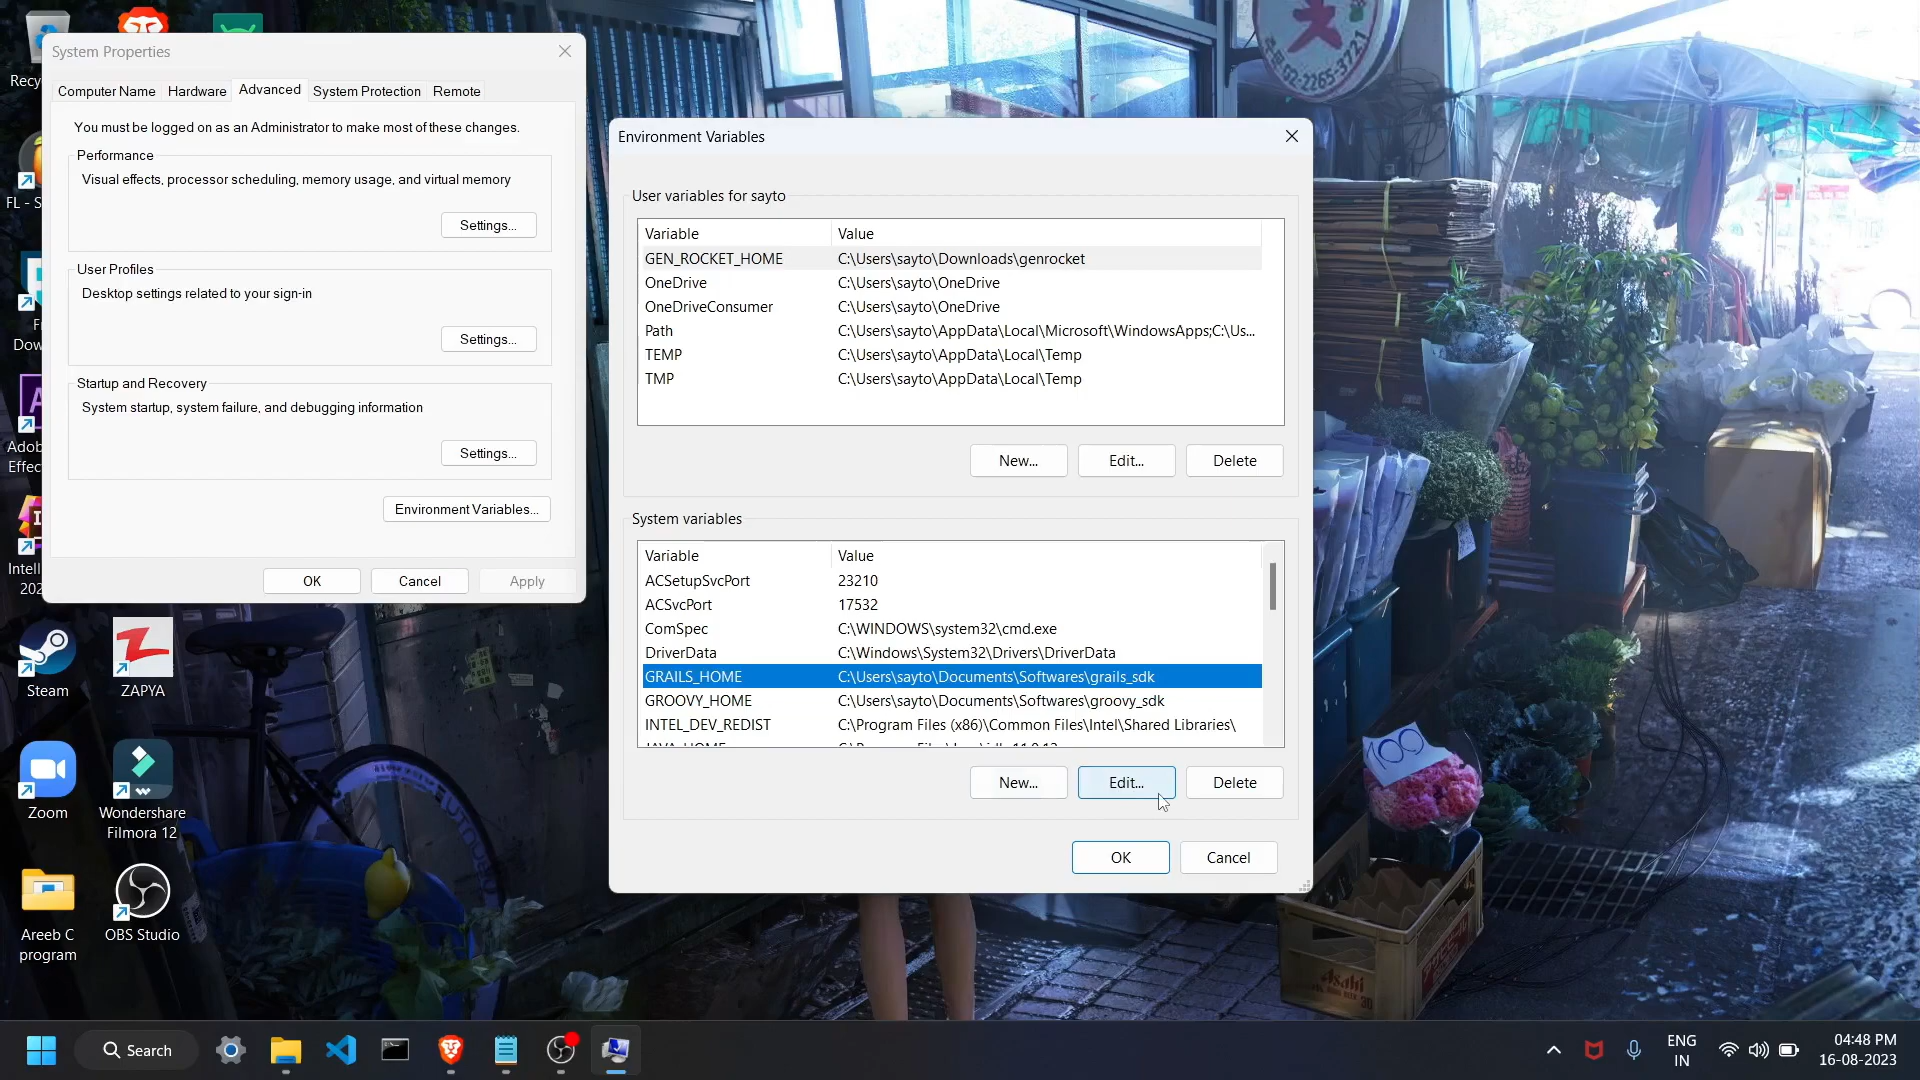 Recy
System Properties
Computer Name
Hardware
Advanced
System Protection
Remote
You must be logged on as an Administrator to make most of these changes.
Performance
Visual effects, processor scheduling, memory usage, and virtual memory
Settings...
User Profiles
Desktop settings related to your sign-in
Settings...
Startup and Recovery
System startup, system failure, and debugging information
Settings...
Environment Variables...
OK
Cancel
Apply
FL - S
Dow
Adob
Effec
Intell
202
Steam
ZAPYA
Zoom
Wondershare
Filmora 12
Areeb C
program
OBS Studio
Environment Variables
User variables for sayto
Variable Value
GEN_ROCKET_HOME C:\Users\sayto\Downloads\genrocket
OneDrive C:\Users\sayto\OneDrive
OneDriveConsumer C:\Users\sayto\OneDrive
Path C:\Users\sayto\AppData\Local\Microsoft\WindowsApps;C:\Us...
TEMP C:\Users\sayto\AppData\Local\Temp
TMP C:\Users\sayto\AppData\Local\Temp
New...
Edit...
Delete
System variables
Variable Value
ACSetupSvcPort 23210
ACSvcPort 17532
ComSpec C:\WINDOWS\system32\cmd.exe
DriverData C:\Windows\System32\Drivers\DriverData
GRAILS_HOME C:\Users\sayto\Documents\Softwares\grails_sdk
GROOVY_HOME C:\Users\sayto\Documents\Softwares\groovy_sdk
INTEL_DEV_REDIST C:\Program Files (x86)\Common Files\Intel\Shared Libraries\
New...
Edit...
Delete
OK
Cancel
大
02-2265-3721
100
Asahi
Search
ENG
IN
04:48 PM
16-08-2023